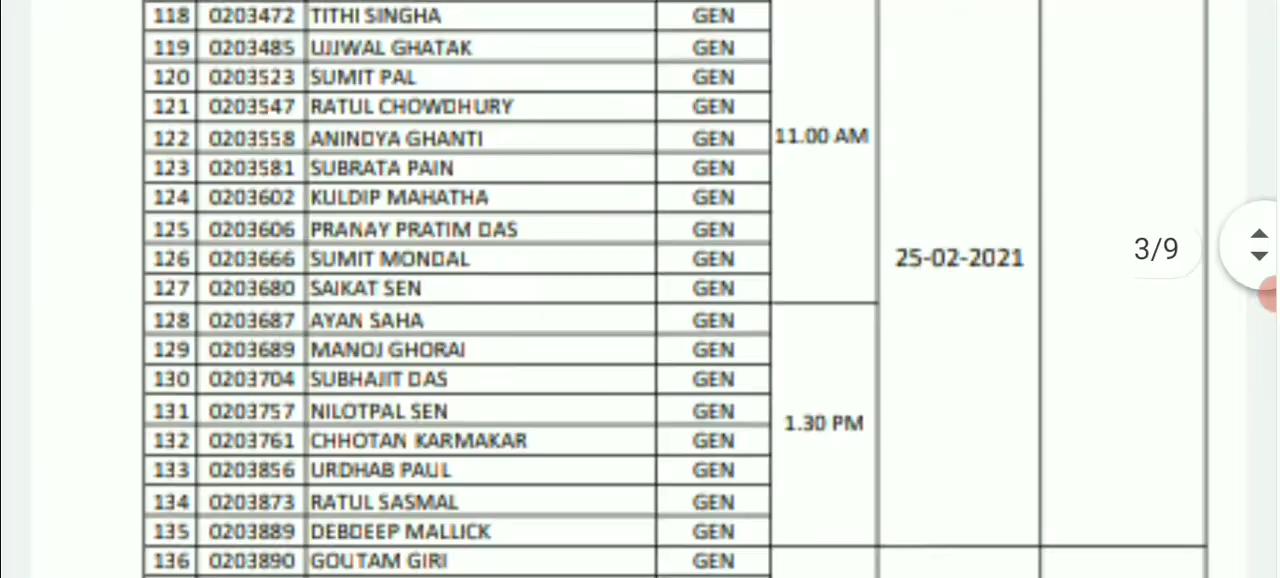 118 0203472 TITHI SINGHA GEN
119 0203485 UJJWAL GHATAK GEN
120 0203523 SUMIT PAL GEN
121 0203547 RATUL CHOWDHURY GEN
122 0203558 ANINDYA GHANTI GEN 11.00 AM
123 0203581 SUBRATA PAIN GEN
124 0203602 KULDIP MAHATHA GEN
125 0203606 PRANAY PRATIM DAS GEN
126 0203666 SUMIT MONDAL GEN 25-02-2021 3/9
127 0203680 SAIKAT SEN GEN
128 0203687 AYAN SAHA GEN
129 0203689 MANOJ GHORAI GEN
130 0203704 SUBHAJIT DAS GEN
131 0203757 NILOTPAL SEN GEN 1.30 PM
132 0203761 CHHOTAN KARMAKAR GEN
133 0203856 URDHAB PAUL GEN
134 0203873 RATUL SASMAL GEN
135 0203889 DEBDEEP MALLICK GEN
136 0203890 GOUTAM GIRI GEN